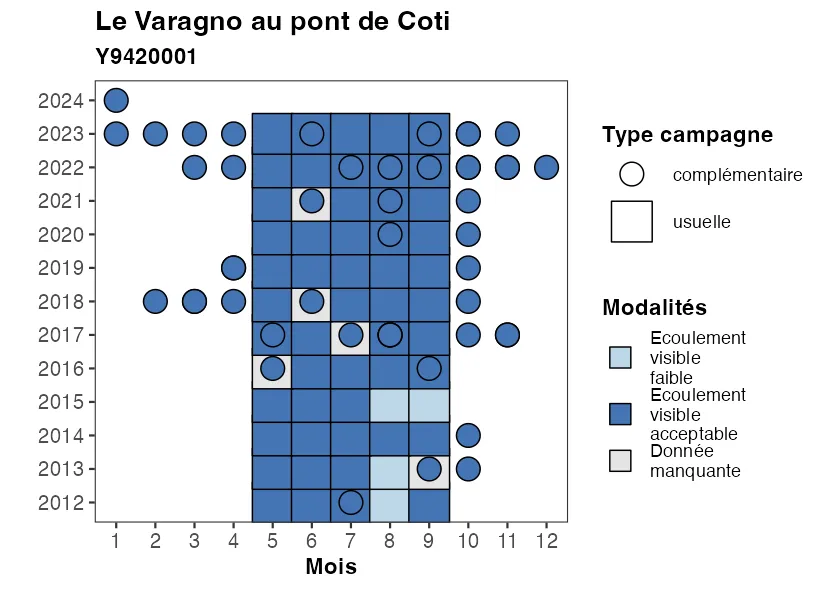 Le Varagno au pont de Coti
Y9420001
2024
2023
2022
2021
2020
2019
2018
2017
2016
2015
2014
2013
2012
1 2 3 4 5 6 7 8 9 10 11 12
Mois
Type campagne
complémentaire
usuelle
Modalités
Ecoulement
visible
faible
Ecoulement
visible
acceptable
Donnée
manquante